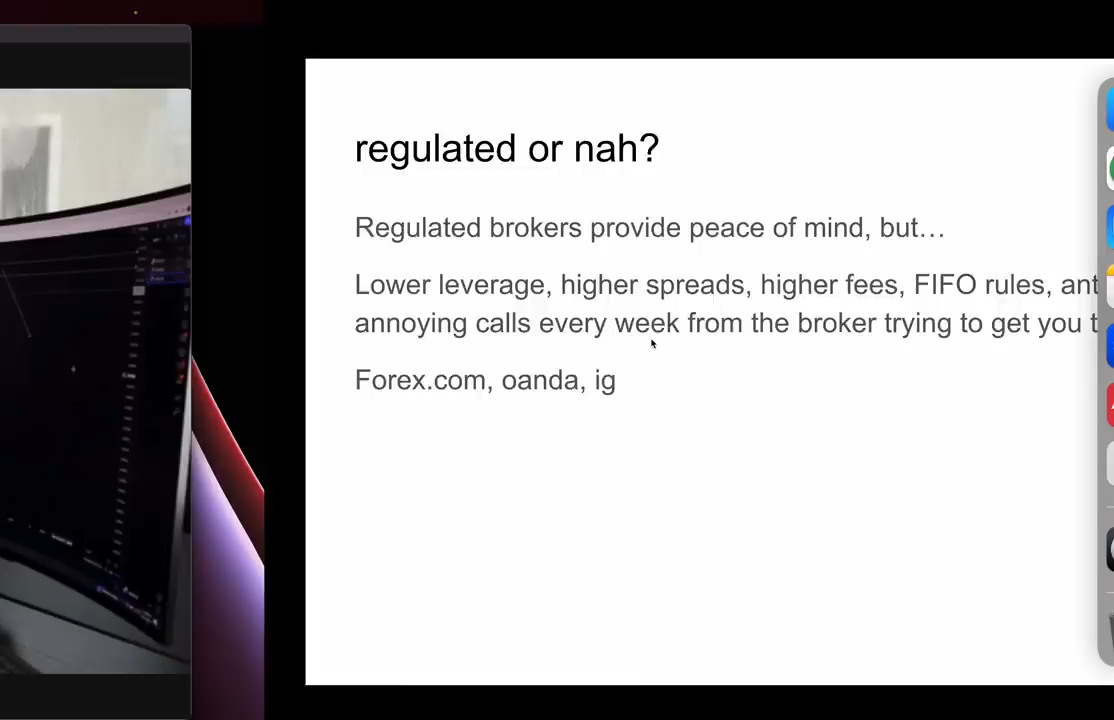 regulated or nah?
Regulated brokers provide peace of mind, but…
Lower leverage, higher spreads, higher fees, FIFO rules,
annoying calls every week from the broker trying to get you
Forex.com, oanda, ig